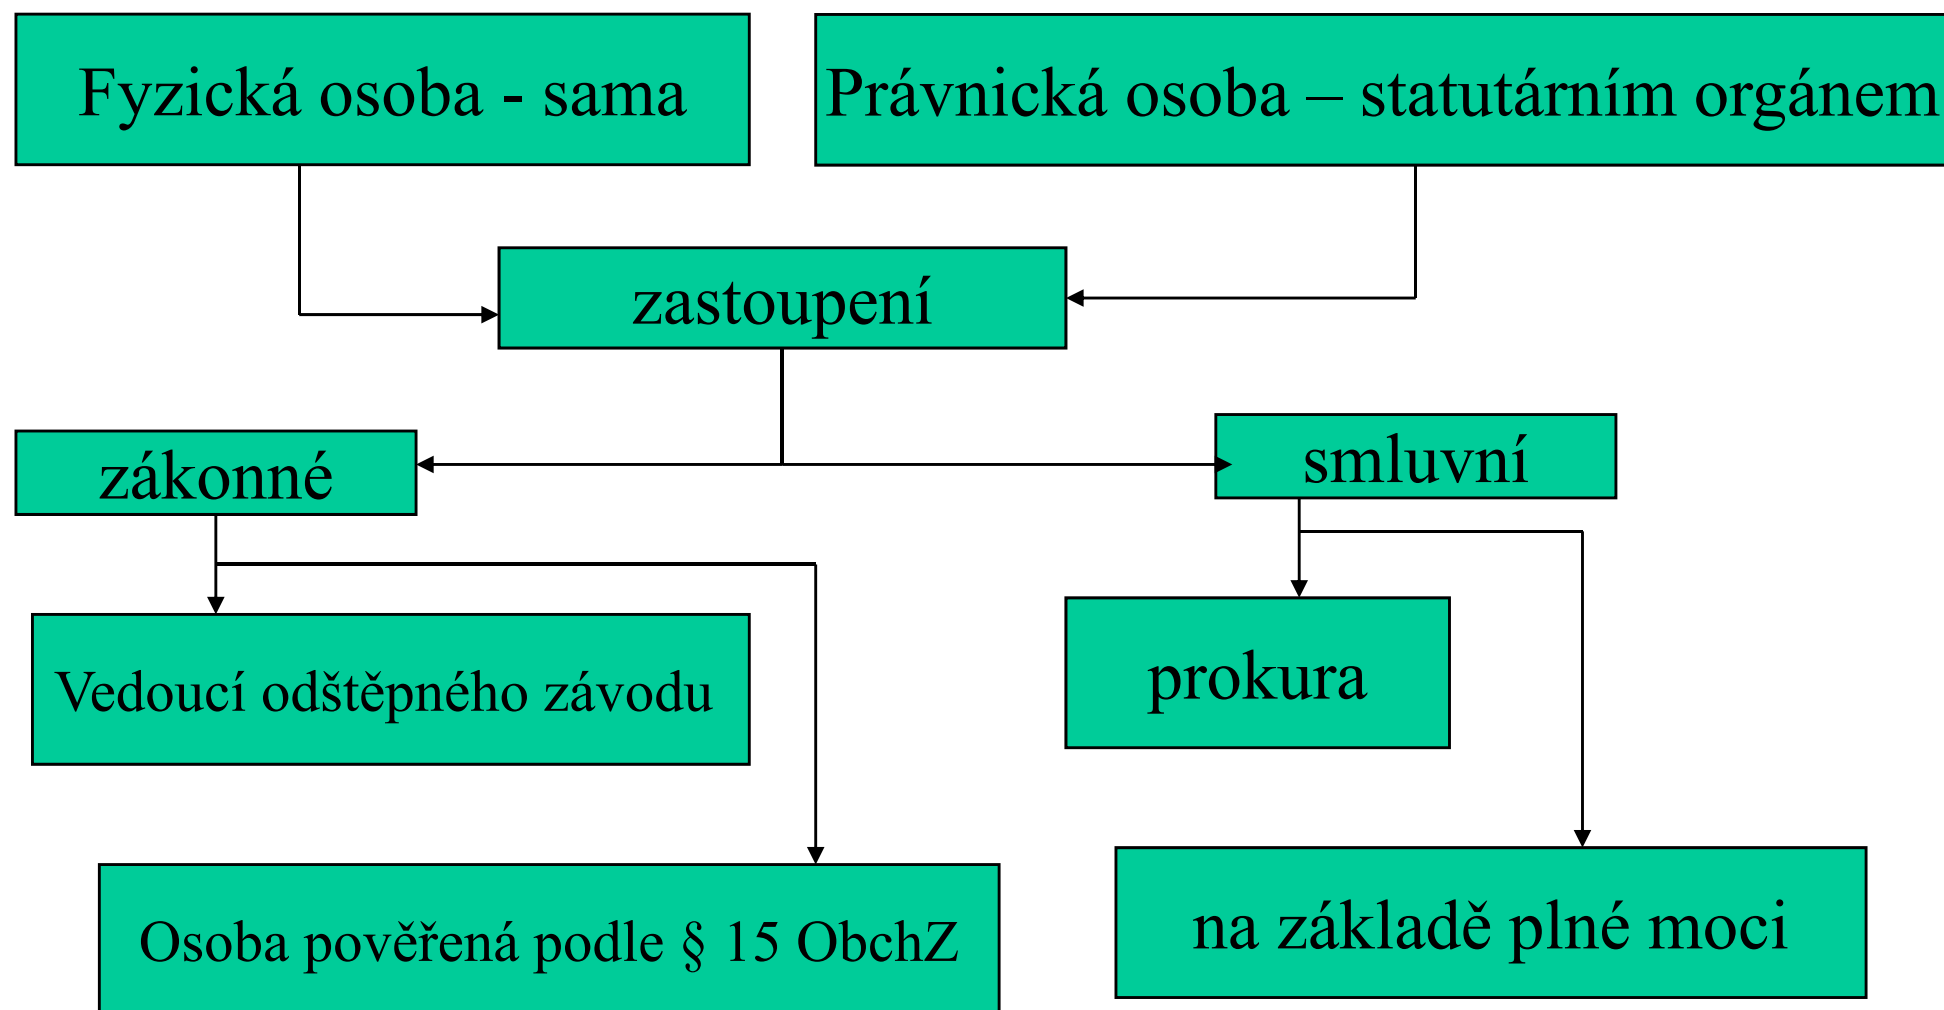 Fyzická osoba - sama
Právnická osoba – statutárním orgánem
zastoupení
zákonné
smluvní
Vedoucí odštěpného závodu
prokura
Osoba pověřená podle § 15 ObchZ
na základě plné moci